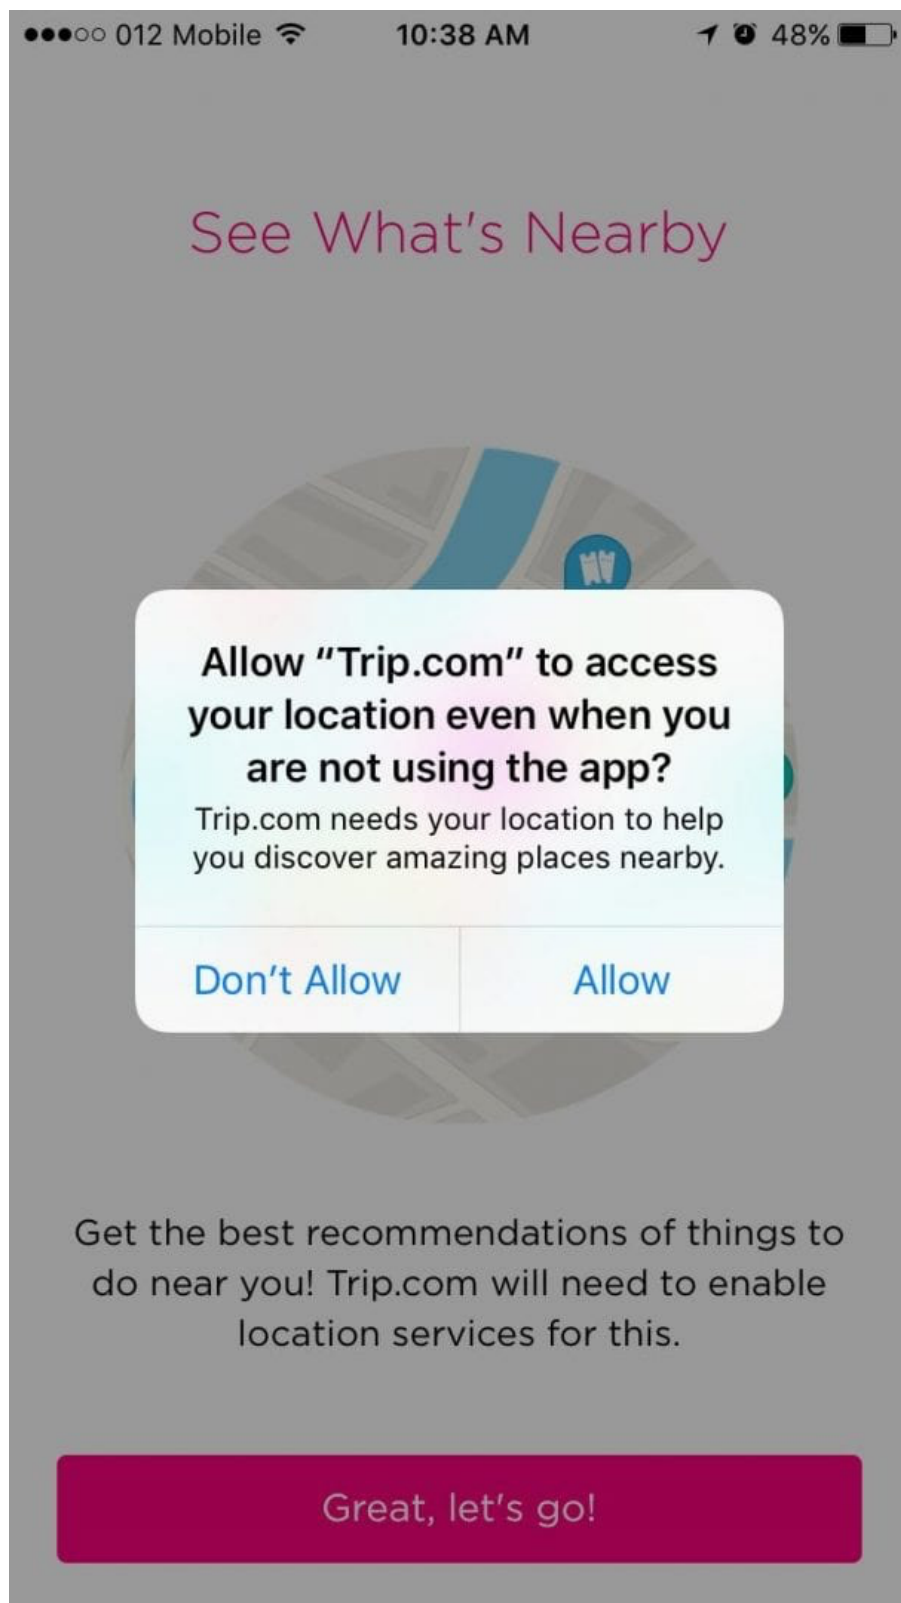 012 Mobile 10:38 AM 48%
See What's Nearby
Allow “Trip.com” to access
your location even when you
are not using the app?
Trip.com needs your location to help
you discover amazing places nearby.
Don’t Allow Allow
Get the best recommendations of things to
do near you! Trip.com will need to enable
location services for this.
Great, let's go!